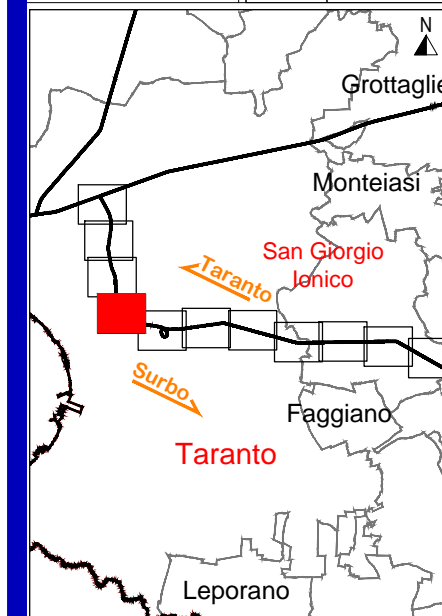 N
Grottaglie
Monteiasi
San Giorgio
Ionico
Taranto
Surbo
Faggiano
Taranto
Leporano